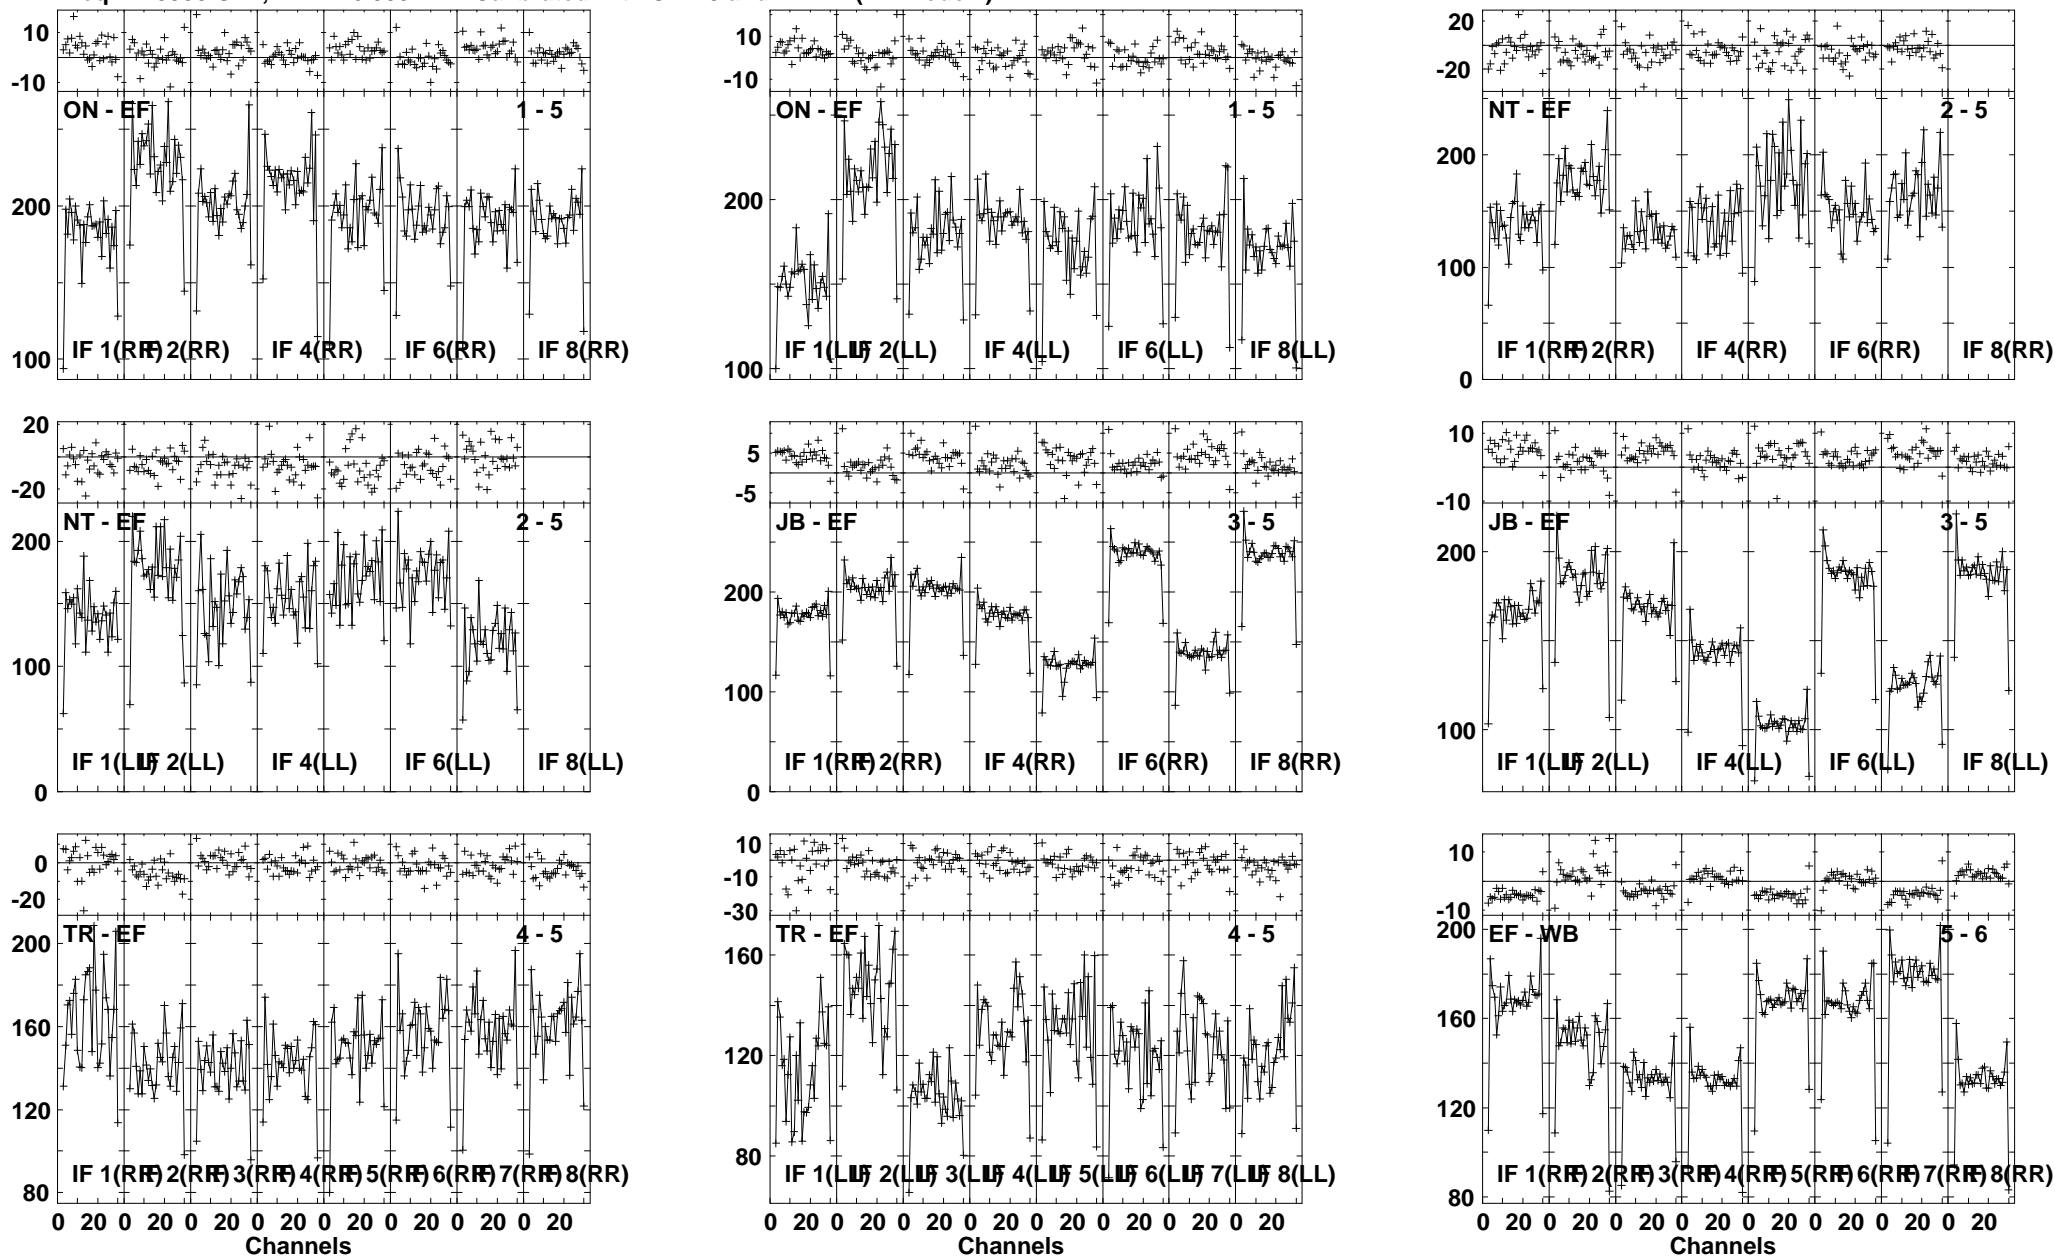 10
-10
ON - EF 1 - 5
200
100
IF 1(RR) IF 2(RR) IF 4(RR) IF 6(RR) IF 8(RR)
10
-10
ON - EF 1 - 5
200
100
IF 1(LL) IF 2(LL) IF 4(LL) IF 6(LL) IF 8(LL)
20
-20
NT - EF 2 - 5
200
100
0
IF 1(RR) IF 2(RR) IF 4(RR) IF 6(RR) IF 8(RR)
20
-20
NT - EF 2 - 5
200
100
0
IF 1(LL) IF 2(LL) IF 4(LL) IF 6(LL) IF 8(LL)
5
-5
JB - EF 3 - 5
200
100
0
IF 1(RR) IF 2(RR) IF 4(RR) IF 6(RR) IF 8(RR)
10
-10
JB - EF 3 - 5
200
100
IF 1(LL) IF 2(LL) IF 4(LL) IF 6(LL) IF 8(LL)
0
-20
TR - EF 4 - 5
200
160
120
80
IF 1(RR) IF 2(RR) IF 3(RR) IF 4(RR) IF 5(RR) IF 6(RR) IF 7(RR) IF 8(RR)
0 20 0 20 0 20 0 20 0 20 0 20 0 20 0 20
Channels
10
-10
-30
TR - EF 4 - 5
160
120
80
IF 1(LL) IF 2(LL) IF 3(LL) IF 4(LL) IF 5(LL) IF 6(LL) IF 7(LL) IF 8(LL)
0 20 0 20 0 20 0 20 0 20 0 20 0 20 0 20
Channels
10
-10
EF - WB 5 - 6
200
160
120
80
IF 1(RR) IF 2(RR) IF 3(RR) IF 4(RR) IF 5(RR) IF 6(RR) IF 7(RR) IF 8(RR)
0 20 0 20 0 20 0 20 0 20 0 20 0 20 0 20
Channels